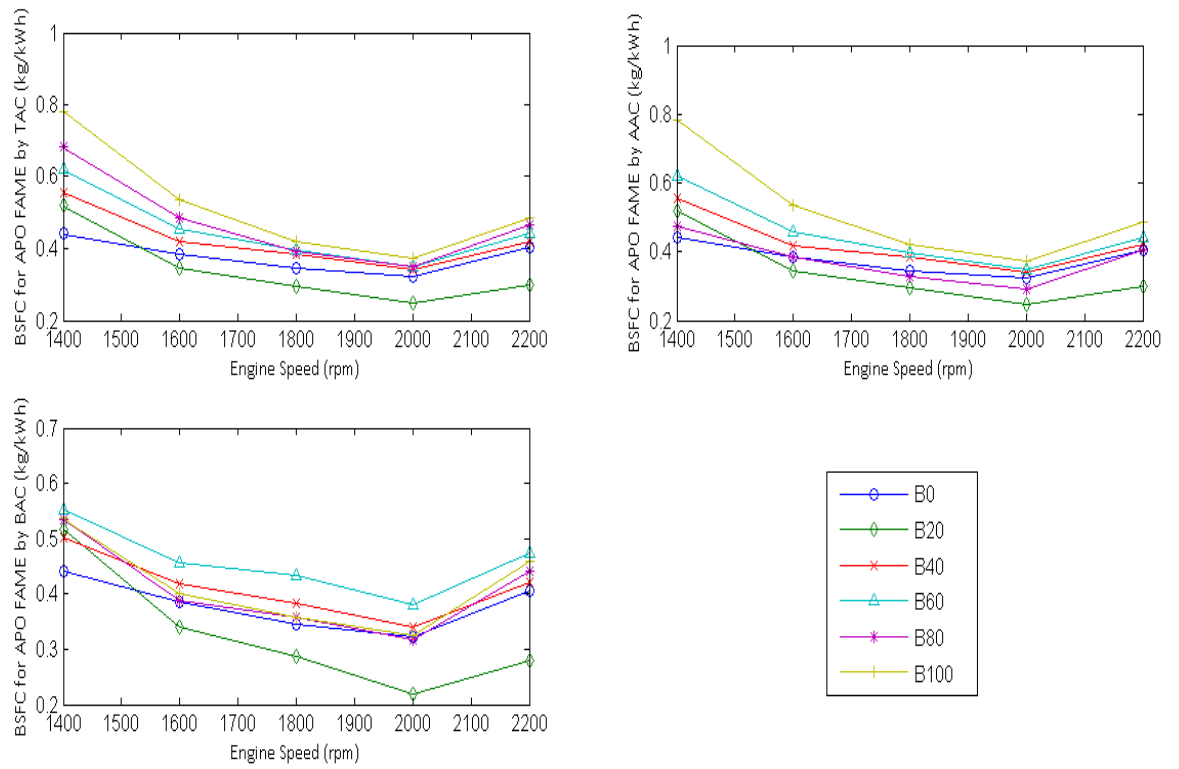 BSFC for APO FAME by TAC (kg/kWh)
1
0.8
0.6
0.4
0.2
1400 1500 1600 1700 1800 1900 2000 2100 2200
Engine Speed (rpm)
BSFC for APO FAME by AAC (kg/kWh)
1
0.8
0.6
0.4
0.2
1400 1500 1600 1700 1800 1900 2000 2100 2200
Engine Speed (rpm)
BSFC for APO FAME by BAC (kg/kWh)
0.7
0.6
0.5
0.4
0.3
0.2
1400 1500 1600 1700 1800 1900 2000 2100 2200
Engine Speed (rpm)
B0
B20
B40
B60
B80
B100